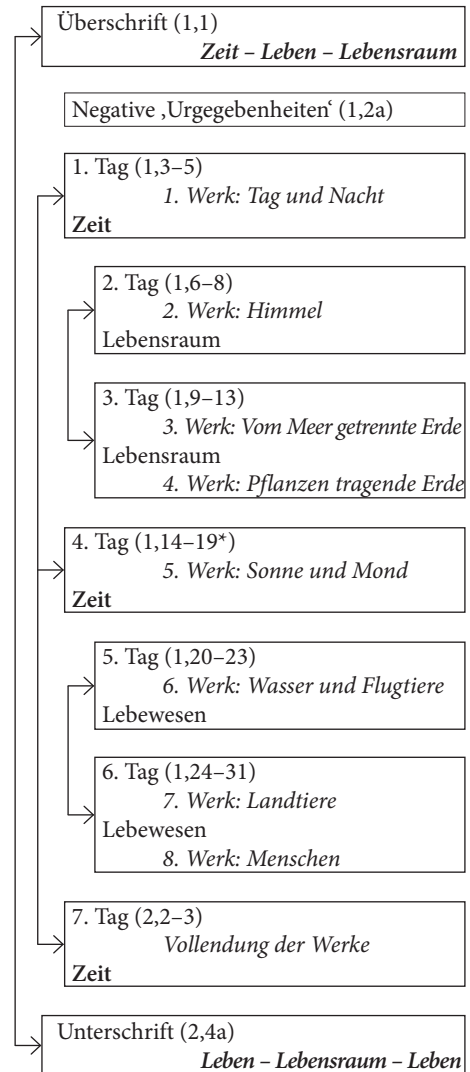 Überschrift (1,1)
Zeit – Leben – Lebensraum
Negative ‚Urgegebenheiten‘ (1,2a)
1. Tag (1,3–5)
1. Werk: Tag und Nacht
Zeit
2. Tag (1,6–8)
2. Werk: Himmel
Lebensraum
3. Tag (1,9–13)
3. Werk: Vom Meer getrennte Erde
Lebensraum
4. Werk: Pflanzen tragende Erde
4. Tag (1,14–19*)
5. Werk: Sonne und Mond
Zeit
5. Tag (1,20–23)
6. Werk: Wasser und Flugtiere
Lebewesen
6. Tag (1,24–31)
7. Werk: Landtiere
Lebewesen
8. Werk: Menschen
7. Tag (2,2–3)
Vollendung der Werke
Zeit
Unterschrift (2,4a)
Leben – Lebensraum – Leben